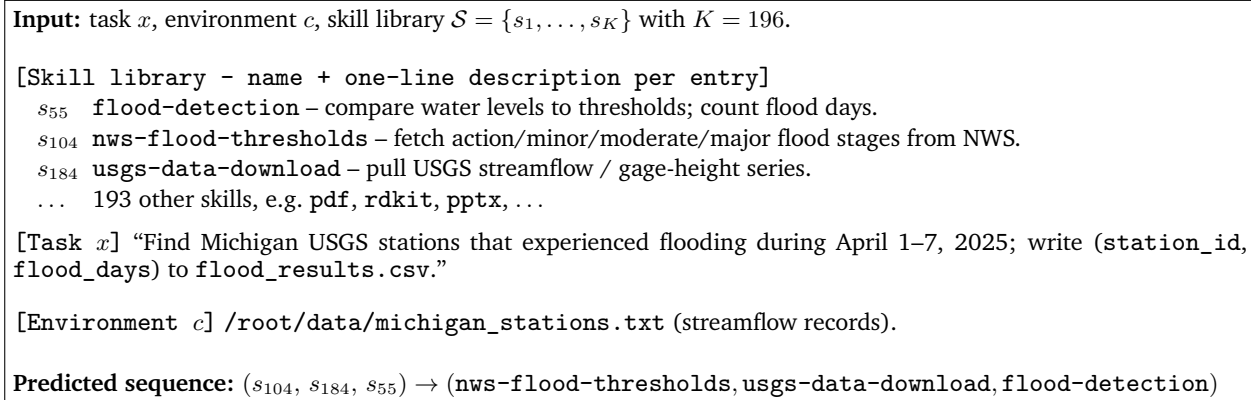 Input: task x, environment c, skill library S = {s₁, . . . , s_K} with K = 196.
[Skill library - name + one-line description per entry]
s₅₅ flood-detection – compare water levels to thresholds; count flood days.
s₁₀₄ nws-flood-thresholds – fetch action/minor/moderate/major flood stages from NWS.
s₁₈₄ usgs-data-download – pull USGS streamflow / gage-height series.
. . . 193 other skills, e.g. pdf, rdkit, pptx, . . .
[Task x] “Find Michigan USGS stations that experienced flooding during April 1–7, 2025; write (station_id,
flood_days) to flood_results.csv.”
[Environment c] /root/data/michigan_stations.txt (streamflow records).
Predicted sequence: (s₁₀₄, s₁₈₄, s₅₅) → (nws-flood-thresholds, usgs-data-download, flood-detection)